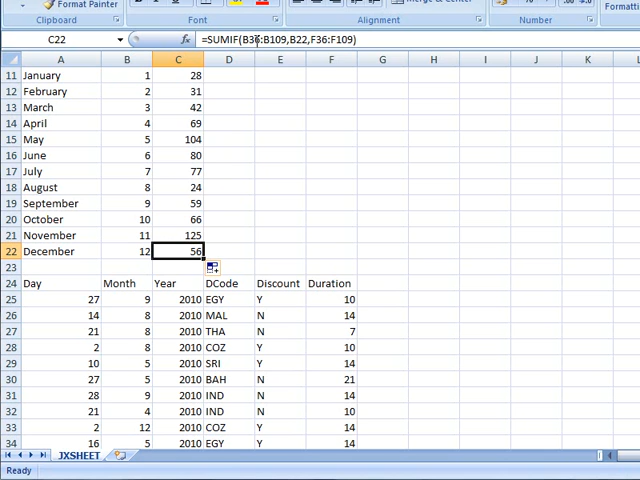 Format Painter
Merge & Center
Formatting
Font
Alignment
Number
C22 fx =SUMIF(B36:B109,B22,F36:F109)
A B C D E F G H I J K L
11 January 1 28
12 February 2 31
13 March 3 42
14 April 4 69
15 May 5 104
16 June 6 80
17 July 7 77
18 August 8 24
19 September 9 59
20 October 10 66
21 November 11 125
22 December 12 56
23
24 Day Month Year DCode Discount Duration
25 27 9 2010 EGY Y 10
26 14 8 2010 MAL N 14
27 21 8 2010 THA N 7
28 2 8 2010 COZ Y 10
29 10 5 2010 SRI Y 14
30 27 5 2010 BAH N 21
31 28 9 2010 IND N 14
32 21 4 2010 IND N 10
33 2 12 2010 COZ Y 14
34 16 5 2010 EGY Y 14
JXSHEET
Ready